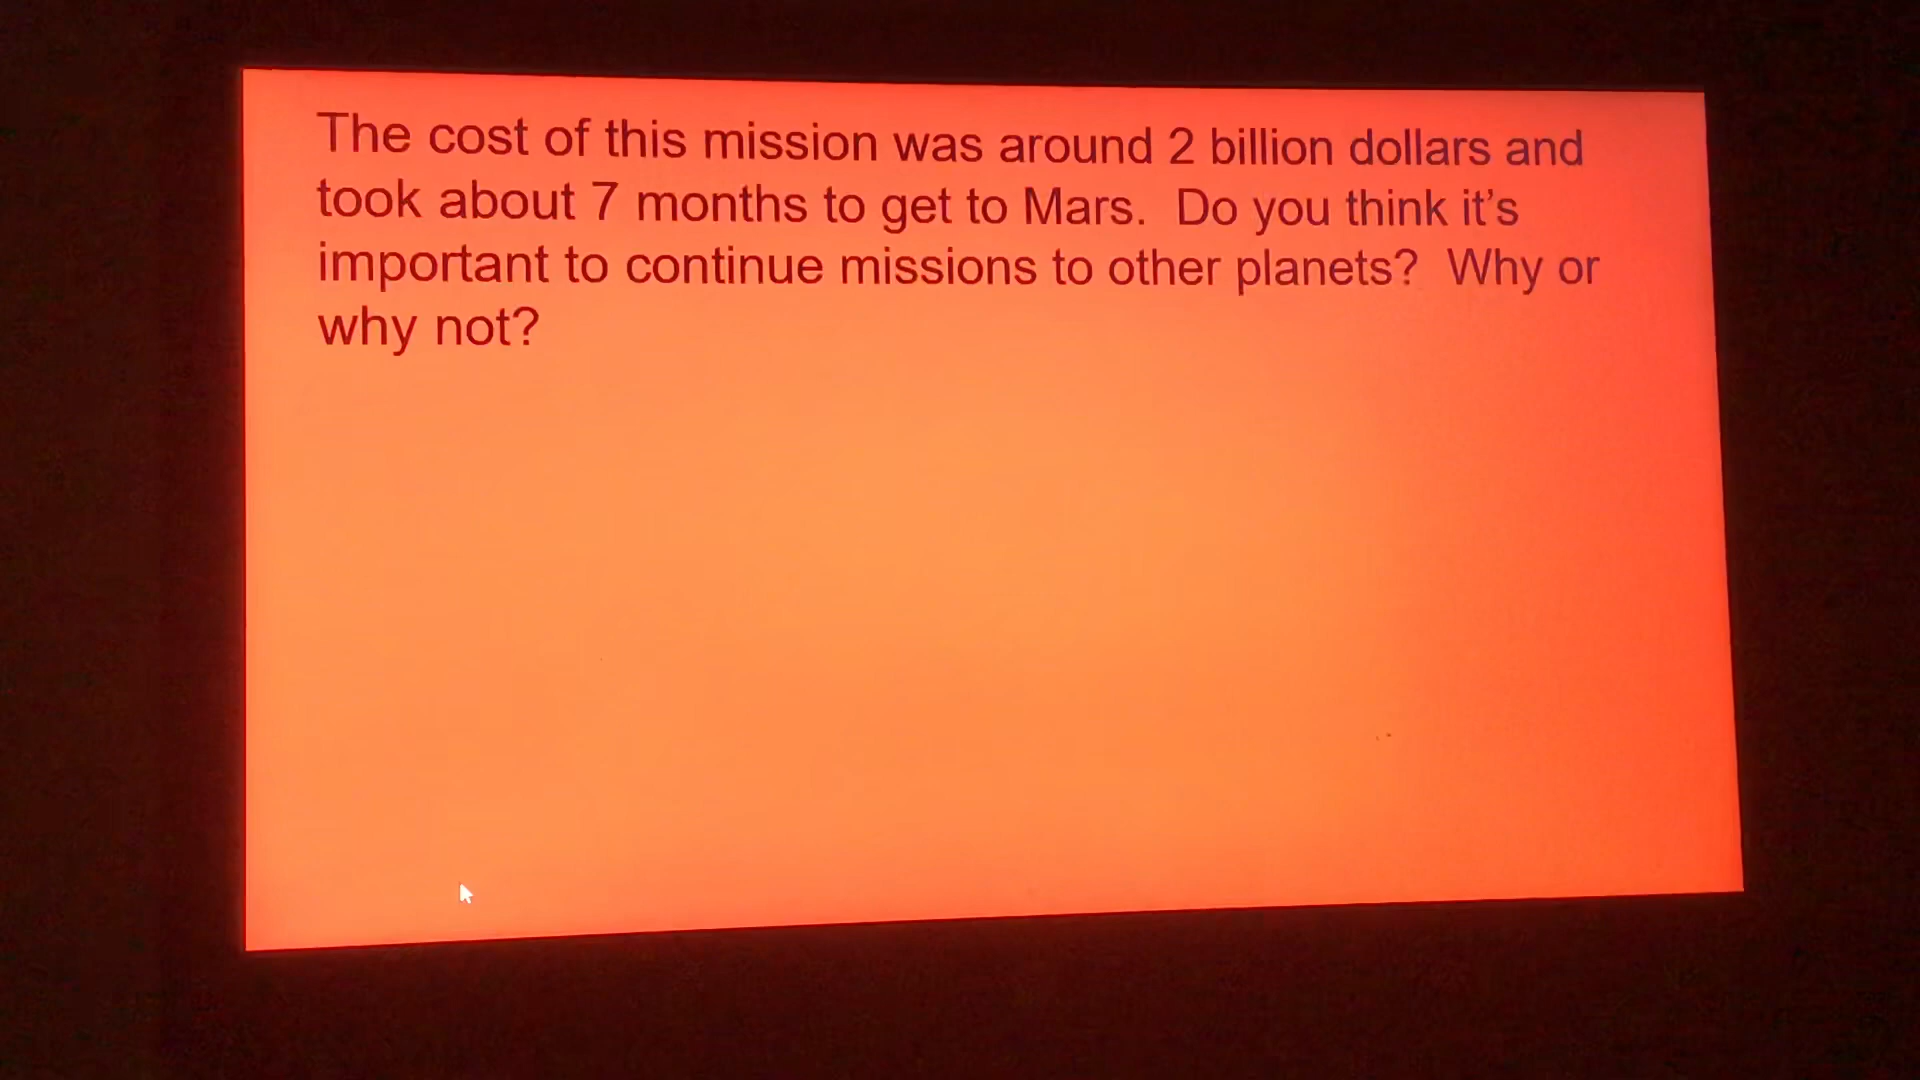 The cost of this mission was around 2 billion dollars and
took about 7 months to get to Mars.  Do you think it’s
important to continue missions to other planets?  Why or
why not?